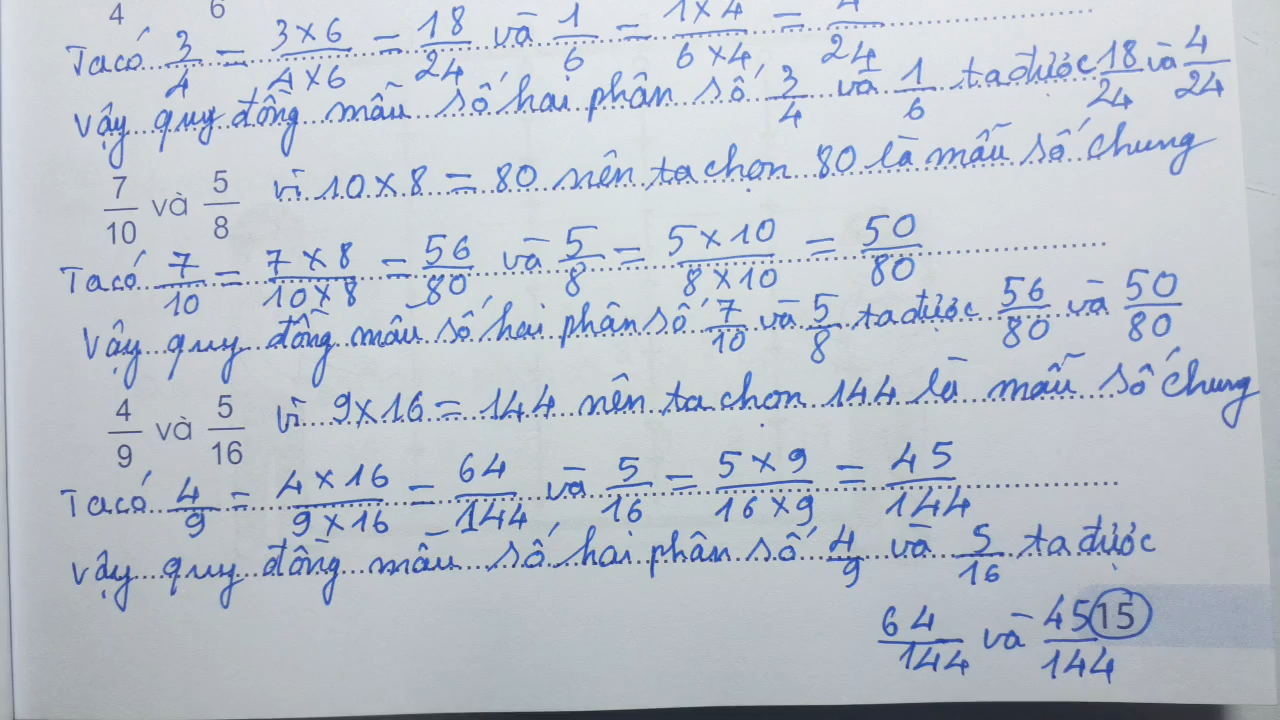 4 6
Ta có 3/4 = 3×6/4×6 = 18/24 và 1/6 = 1×4/6×4 = 4/24
Vậy quy đồng mẫu số hai phân số 3/4 và 1/6 ta được 18/24 và 4/24
7/10 và 5/8 vì 10×8 = 80 nên ta chọn 80 là mẫu số chung
Ta có 7/10 = 7×8/10×8 = 56/80 và 5/8 = 5×10/8×10 = 50/80
Vậy quy đồng mẫu số hai phân số 7/10 và 5/8 ta được 56/80 và 50/80
4/9 và 5/16 vì 9×16 = 144 nên ta chọn 144 là mẫu số chung
Ta có 4/9 = 4×16/9×16 = 64/144 và 5/16 = 5×9/16×9 = 45/144
Vậy quy đồng mẫu số hai phân số 4/9 và 5/16 ta được
64/144 và 45/144
15